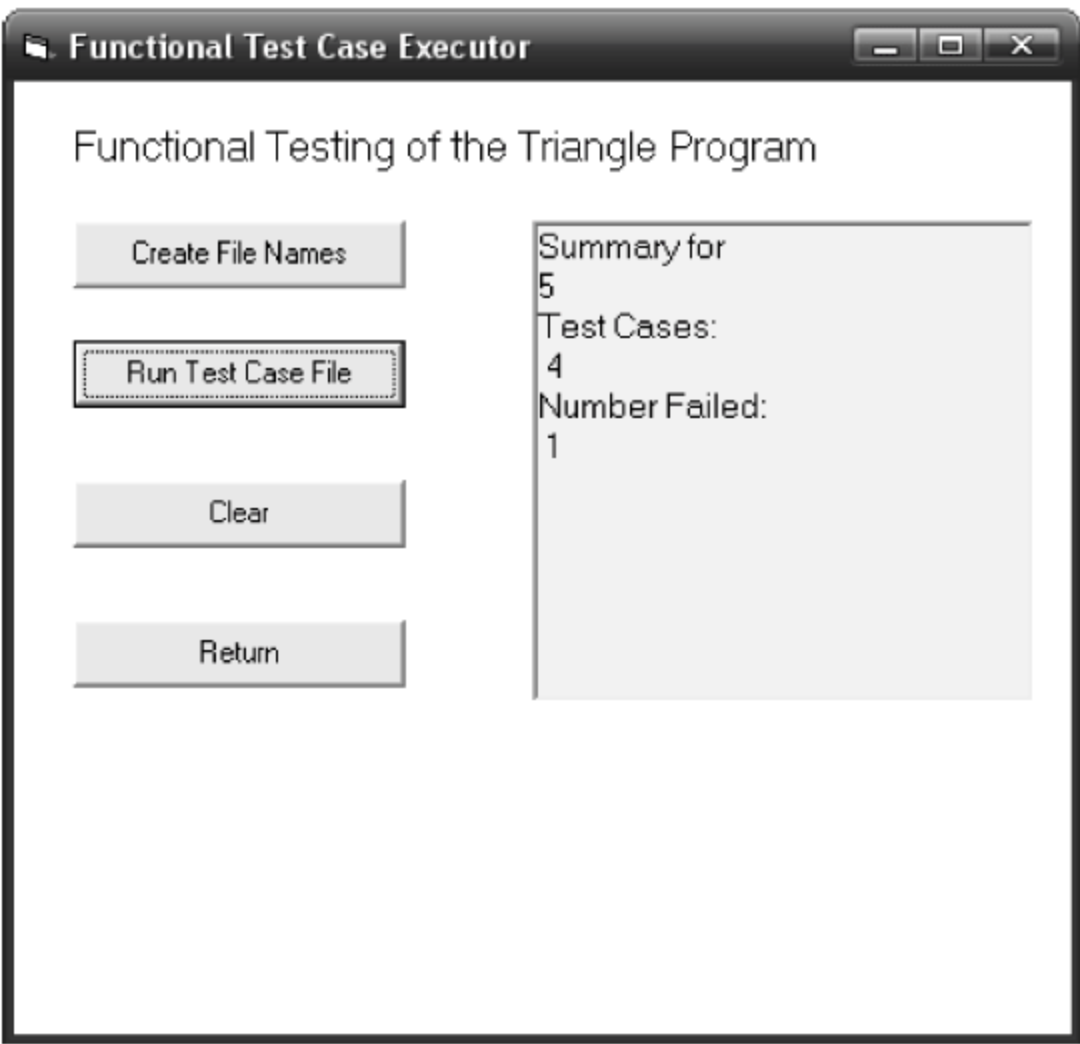 Functional Test Case Executor
Functional Testing of the Triangle Program
Create File Names
Run Test Case File
Clear
Return
Summary for
5
Test Cases:
4
Number Failed:
1